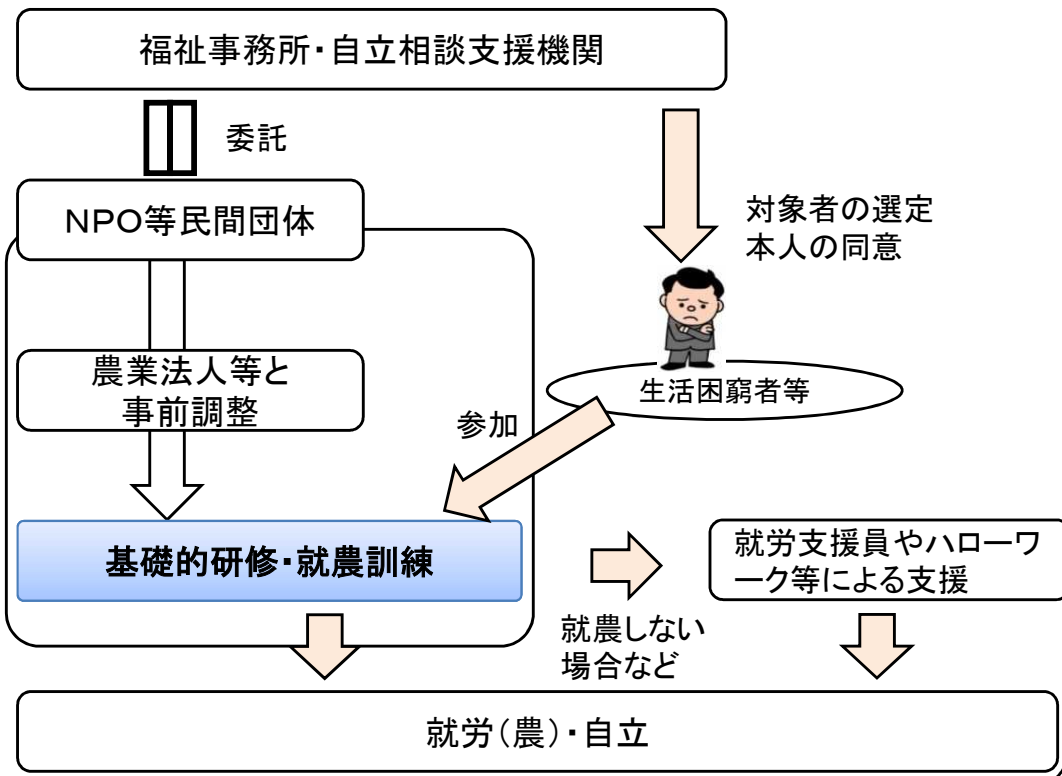 福祉事務所・自立相談支援機関
委託
NPO等民間団体
対象者の選定
本人の同意
農業法人等と
事前調整
生活困窮者等
参加
基礎的研修・就農訓練
就労支援員やハローワ
ーク等による支援
就農しない
場合など
就労(農)・自立